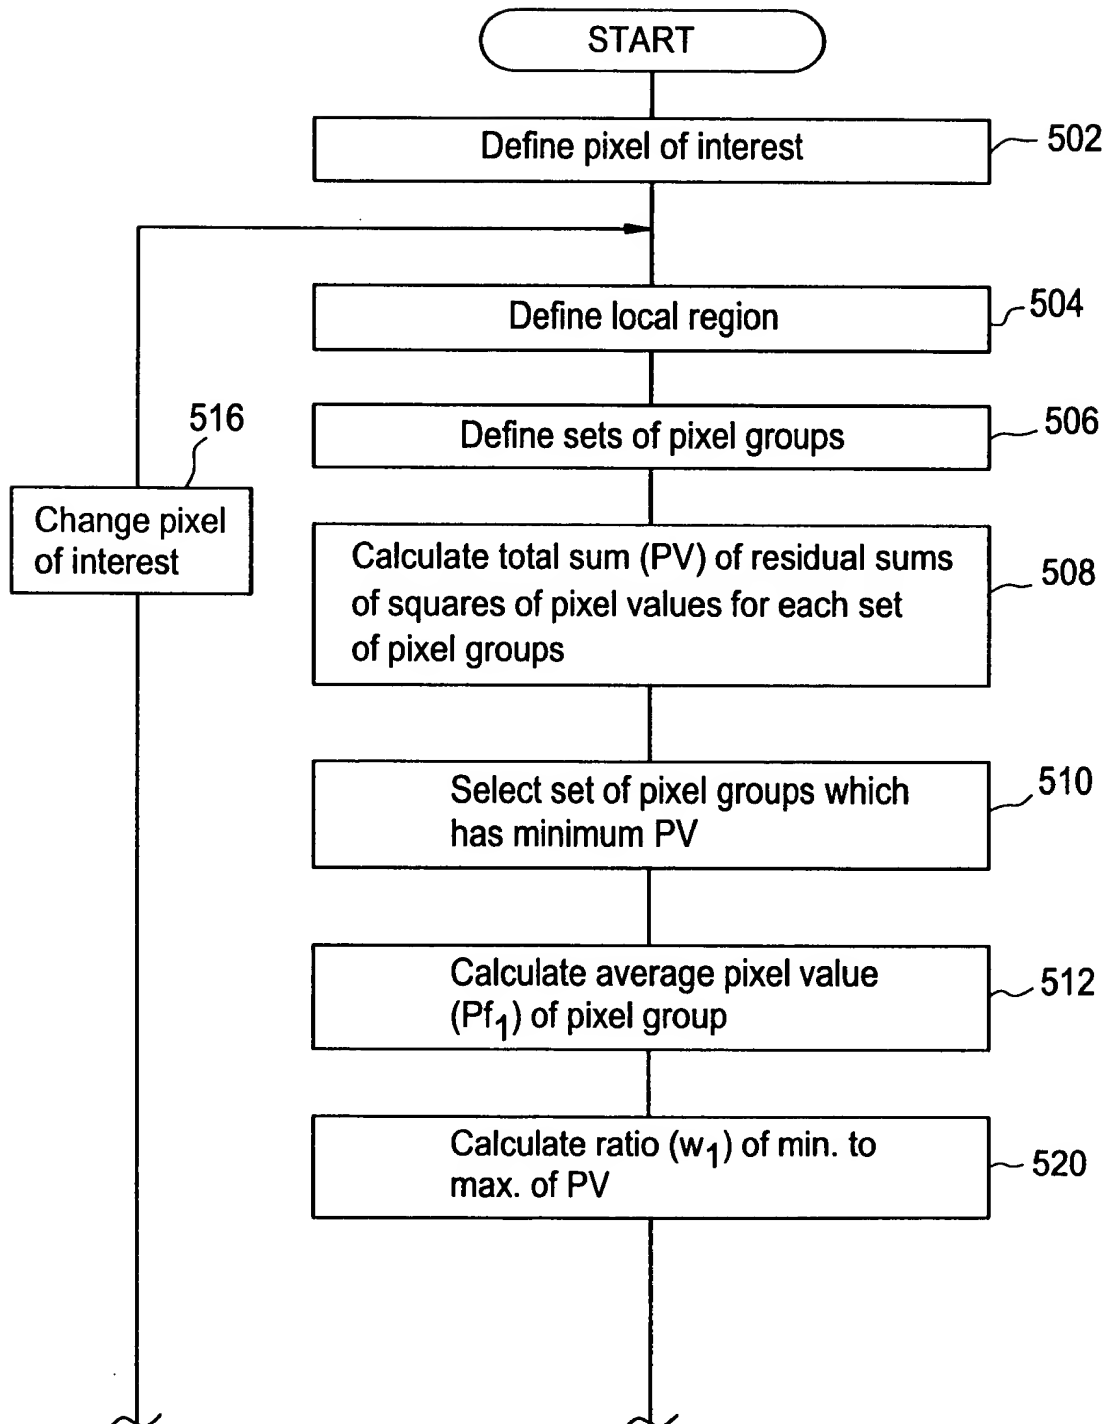 START
Define pixel of interest
502
Define local region
504
516
Define sets of pixel groups
506
Change pixel
of interest
Calculate total sum (PV) of residual sums
of squares of pixel values for each set
of pixel groups
508
Select set of pixel groups which
has minimum PV
510
Calculate average pixel value
(Pf1) of pixel group
512
Calculate ratio (w1) of min. to
max. of PV
520